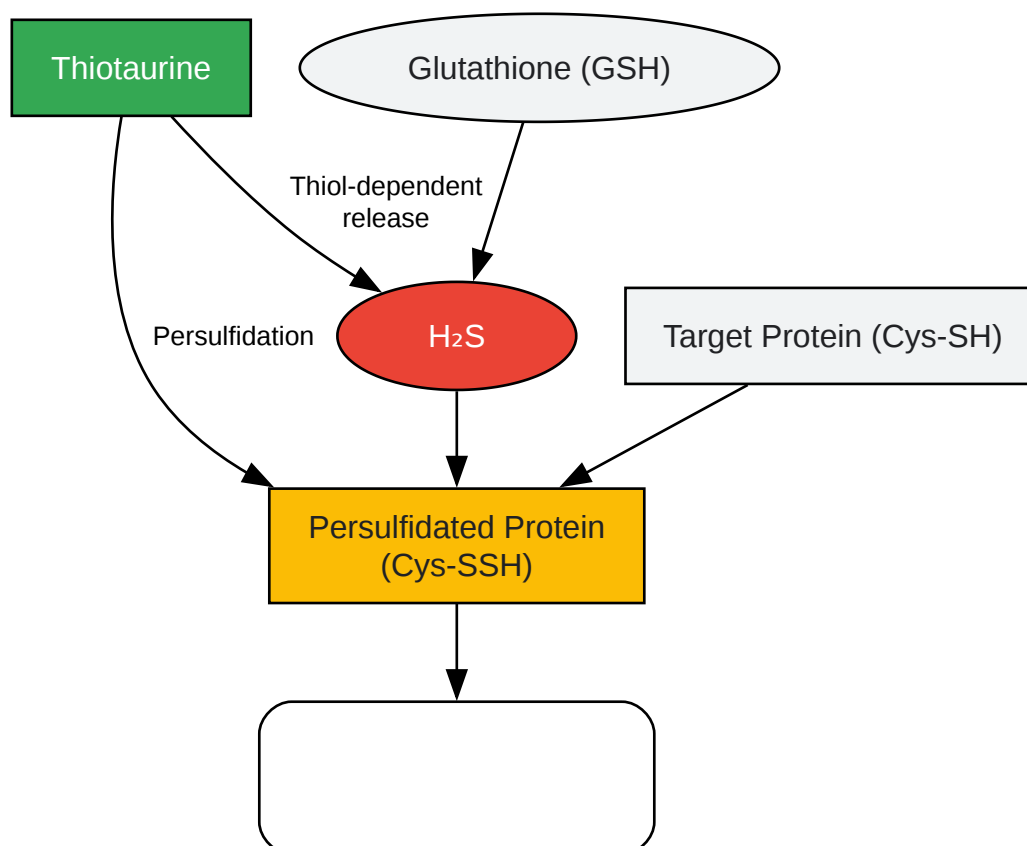 Thiotaurine
Glutathione (GSH)
Thiol-dependent
release
Persulfidation
H₂S
Target Protein (Cys-SH)
Persulfidated Protein
(Cys-SSH)